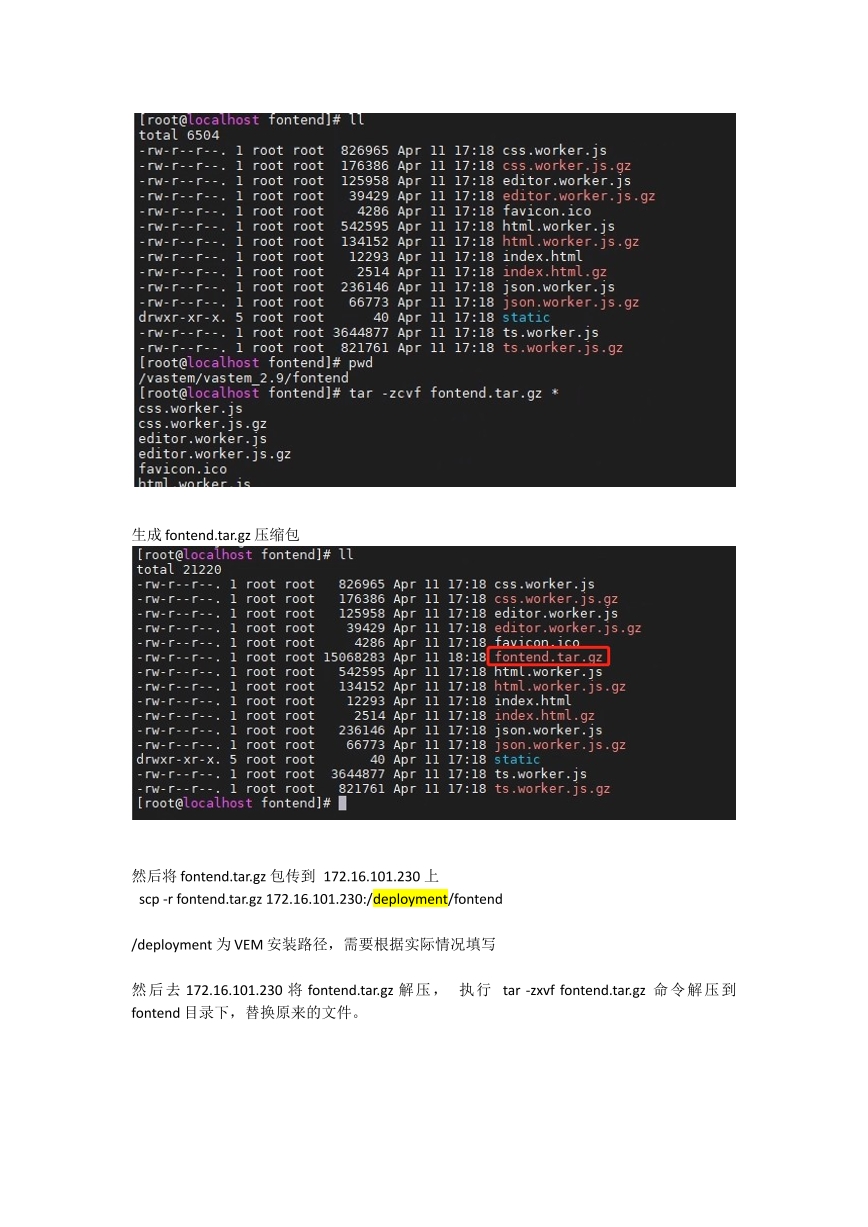 [root@localhost fontend]# ll
total 6504
-rw-r--r--. 1 root root  826965 Apr 11 17:18 css.worker.js
-rw-r--r--. 1 root root  176386 Apr 11 17:18 css.worker.js.gz
-rw-r--r--. 1 root root  125958 Apr 11 17:18 editor.worker.js
-rw-r--r--. 1 root root   39429 Apr 11 17:18 editor.worker.js.gz
-rw-r--r--. 1 root root    4286 Apr 11 17:18 favicon.ico
-rw-r--r--. 1 root root  542595 Apr 11 17:18 html.worker.js
-rw-r--r--. 1 root root  134152 Apr 11 17:18 html.worker.js.gz
-rw-r--r--. 1 root root   12293 Apr 11 17:18 index.html
-rw-r--r--. 1 root root    2514 Apr 11 17:18 index.html.gz
-rw-r--r--. 1 root root  236146 Apr 11 17:18 json.worker.js
-rw-r--r--. 1 root root   66773 Apr 11 17:18 json.worker.js.gz
drwxr-xr-x. 5 root root      40 Apr 11 17:18 static
-rw-r--r--. 1 root root 3644877 Apr 11 17:18 ts.worker.js
-rw-r--r--. 1 root root  821761 Apr 11 17:18 ts.worker.js.gz
[root@localhost fontend]# pwd
/vastem/vastem_2.9/fontend
[root@localhost fontend]# tar -zcvf fontend.tar.gz *
css.worker.js
css.worker.js.gz
editor.worker.js
editor.worker.js.gz
favicon.ico
html.worker.js
生成 fontend.tar.gz 压缩包
[root@localhost fontend]# ll
total 21220
-rw-r--r--. 1 root root   826965 Apr 11 17:18 css.worker.js
-rw-r--r--. 1 root root   176386 Apr 11 17:18 css.worker.js.gz
-rw-r--r--. 1 root root   125958 Apr 11 17:18 editor.worker.js
-rw-r--r--. 1 root root    39429 Apr 11 17:18 editor.worker.js.gz
-rw-r--r--. 1 root root     4286 Apr 11 17:18 favicon.ico
-rw-r--r--. 1 root root 15068283 Apr 11 18:18 fontend.tar.gz
-rw-r--r--. 1 root root   542595 Apr 11 17:18 html.worker.js
-rw-r--r--. 1 root root   134152 Apr 11 17:18 html.worker.js.gz
-rw-r--r--. 1 root root    12293 Apr 11 17:18 index.html
-rw-r--r--. 1 root root     2514 Apr 11 17:18 index.html.gz
-rw-r--r--. 1 root root   236146 Apr 11 17:18 json.worker.js
-rw-r--r--. 1 root root    66773 Apr 11 17:18 json.worker.js.gz
drwxr-xr-x. 5 root root       40 Apr 11 17:18 static
-rw-r--r--. 1 root root  3644877 Apr 11 17:18 ts.worker.js
-rw-r--r--. 1 root root   821761 Apr 11 17:18 ts.worker.js.gz
[root@localhost fontend]#
然后将 fontend.tar.gz 包传到 172.16.101.230 上
scp -r fontend.tar.gz 172.16.101.230:/deployment/fontend
/deployment 为 VEM 安装路径，需要根据实际情况填写
然后去 172.16.101.230 将 fontend.tar.gz 解压， 执行 tar -zxvf fontend.tar.gz 命令解压到
fontend 目录下，替换原来的文件。